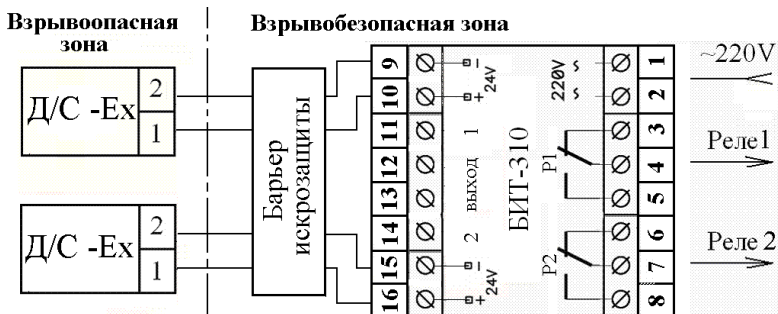 Взрывоопасная зона
Взрывобезопасная зона
Д/С -Ex
2
1
Д/С -Ex
2
1
Барьер искрозащиты
9
10
11
12
13
14
15
16
-
+
24V
1
выход
2
-
+
24V
БИТ-310
220V
~
~
P1
P2
1
2
3
4
5
6
7
8
~220V
Реле1
Реле 2